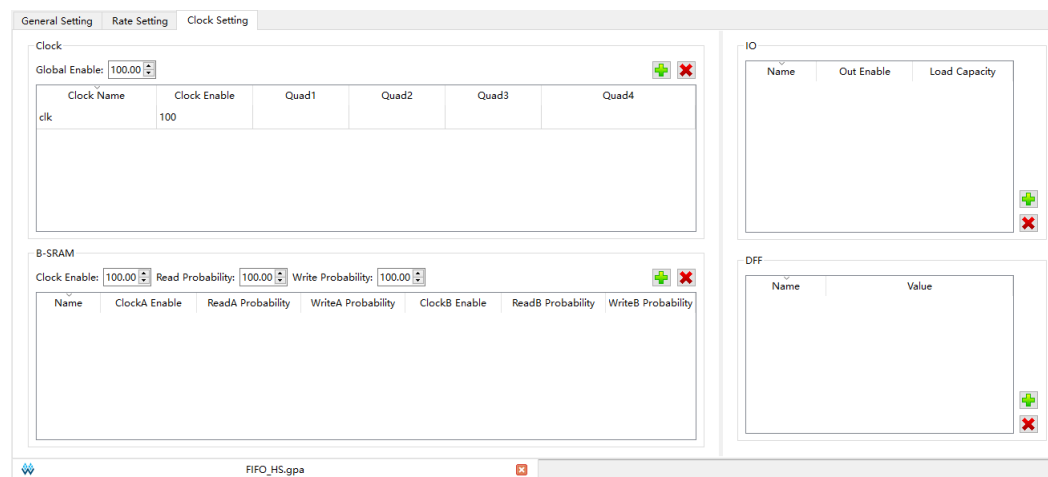 General Setting Rate Setting Clock Setting
Clock
Global Enable: 100.00
Clock Name Clock Enable Quad1 Quad2 Quad3 Quad4
clk 100
B-SRAM
Clock Enable: 100.00 Read Probability: 100.00 Write Probability: 100.00
Name ClockA Enable ReadA Probability WriteA Probability ClockB Enable ReadB Probability WriteB Probability
IO
Name Out Enable Load Capacity
DFF
Name Value
FIFO_HS.gpa